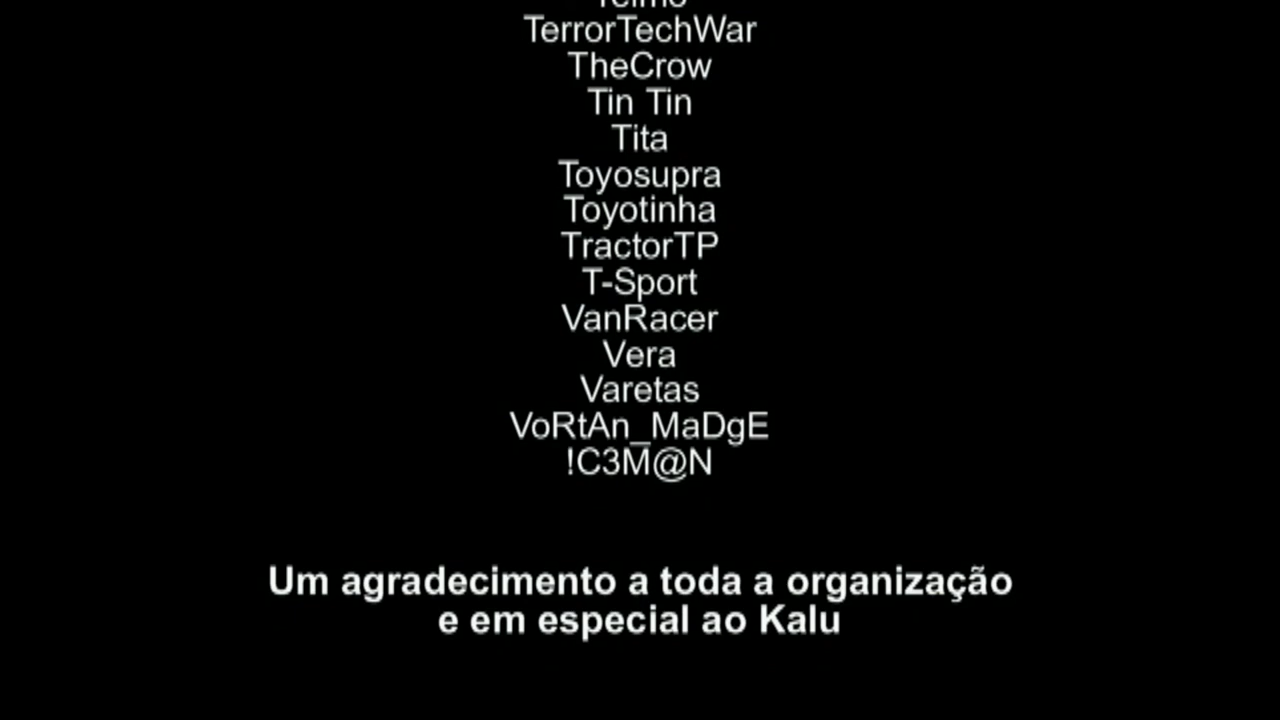 Telmo
TerrorTechWar
TheCrow
Tin Tin
Tita
Toyosupra
Toyotinha
TractorTP
T-Sport
VanRacer
Vera
Varetas
VoRtAn_MaDgE
!C3M@N
Um agradecimento a toda a organização
e em especial ao Kalu